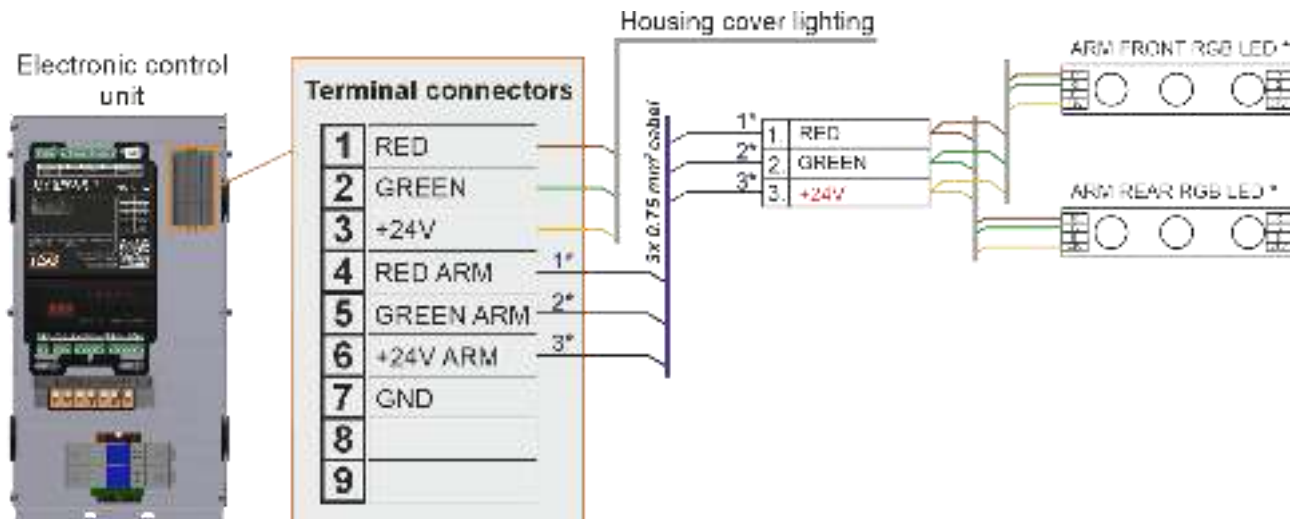 Housing cover lighting
Electronic control
unit
Terminal connectors
1 RED
2 GREEN
3 +24V
4 RED ARM 1*
5 GREEN ARM 2*
6 +24V ARM 3*
7 GND
8
9
3x 0.75 mm² cabel
1* 1. RED
2* 2. GREEN
3* 3. +24V
ARM FRONT RGB LED *
ARM REAR RGB LED *